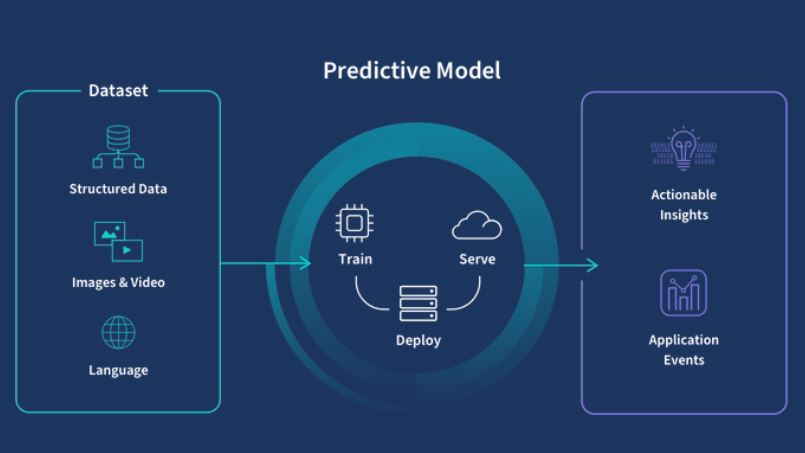 Predictive Model
Dataset
Structured Data
Images & Video
Language
Train
Serve
Deploy
Actionable
Insights
Application
Events